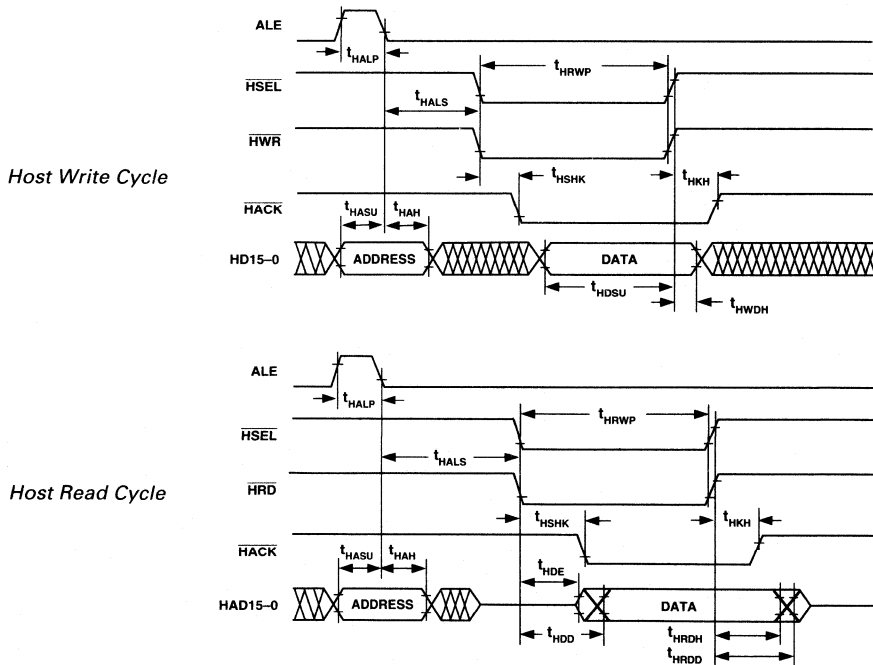 ALE
tHALP
tHRWP
HSEL
tHALS
HWR
Host Write Cycle
tHSHK
tHKH
HACK
tHASU
tHAH
HD15–0
ADDRESS
DATA
tHDSU
tHWDH
ALE
tHALP
tHRWP
HSEL
tHALS
Host Read Cycle
HRD
tHSHK
tHKH
HACK
tHASU
tHAH
tHDE
HAD15–0
ADDRESS
DATA
tHDD
tHRDH
tHRDD